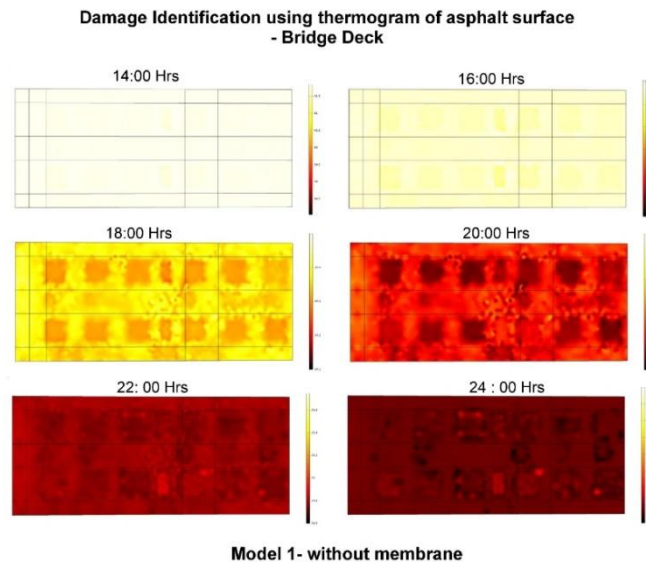 Damage Identification using thermogram of asphalt surface
- Bridge Deck
14:00 Hrs
16:00 Hrs
18:00 Hrs
20:00 Hrs
22: 00 Hrs
24 : 00 Hrs
Model 1- without membrane